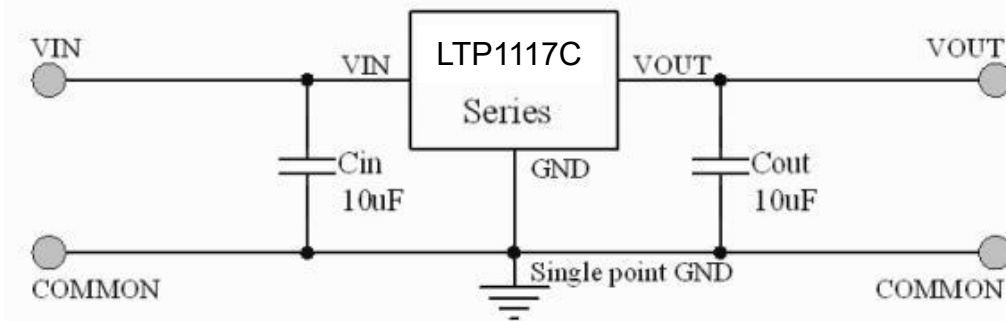 VIN
VIN
LTP1117C
Series
VOUT
VOUT
GND
Cin
10uF
Cout
10uF
COMMON
Single point GND
COMMON